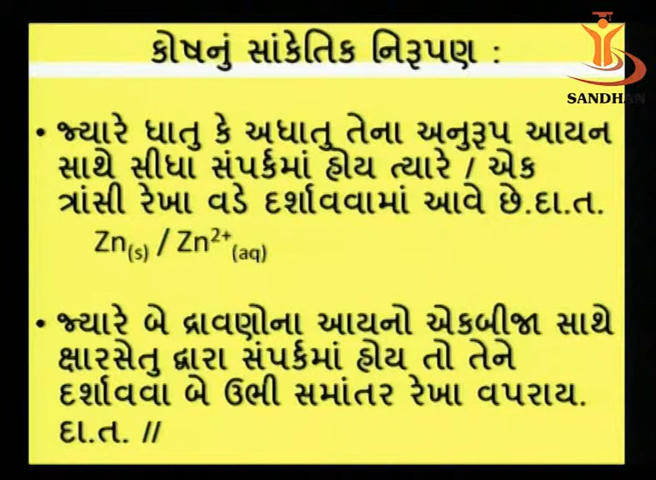 કોષનું સાંકેતિક નિરૂપણ :
SANDHAN
• જ્યારે ધાતુ કે અધાતુ તેના અનુરૂપ આયન
સાથે સીધા સંપર્કમાં હોય ત્યારે / એક
ત્રાંસી રેખા વડે દર્શાવવામાં આવે છે.દા.ત.
Zn(s) / Zn²⁺(aq)
• જ્યારે બે દ્રાવણોના આયનો એકબીજા સાથે
ક્ષારસેતુ દ્વારા સંપર્કમાં હોય તો તેને
દર્શાવવા બે ઉભી સમાંતર રેખા વપરાય.
દા.ત. //